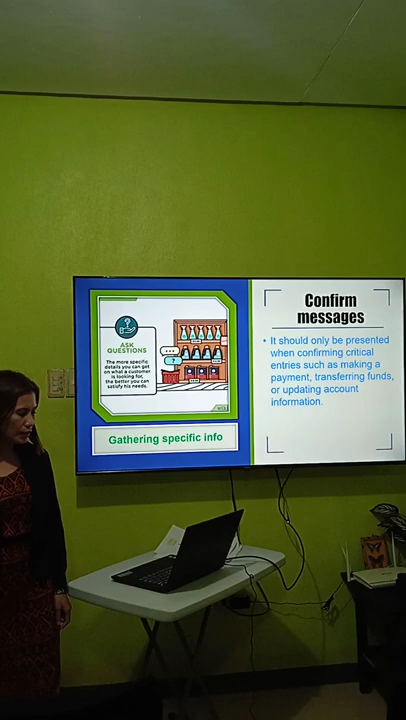 ASK
QUESTIONS
The more specific
details you can get
on what a customer
is looking for,
the better you can
satisfy his needs.
Gathering specific info
Confirm
messages
• It should only be presented
when confirming critical
entries such as making a
payment, transferring funds,
or updating account
information.